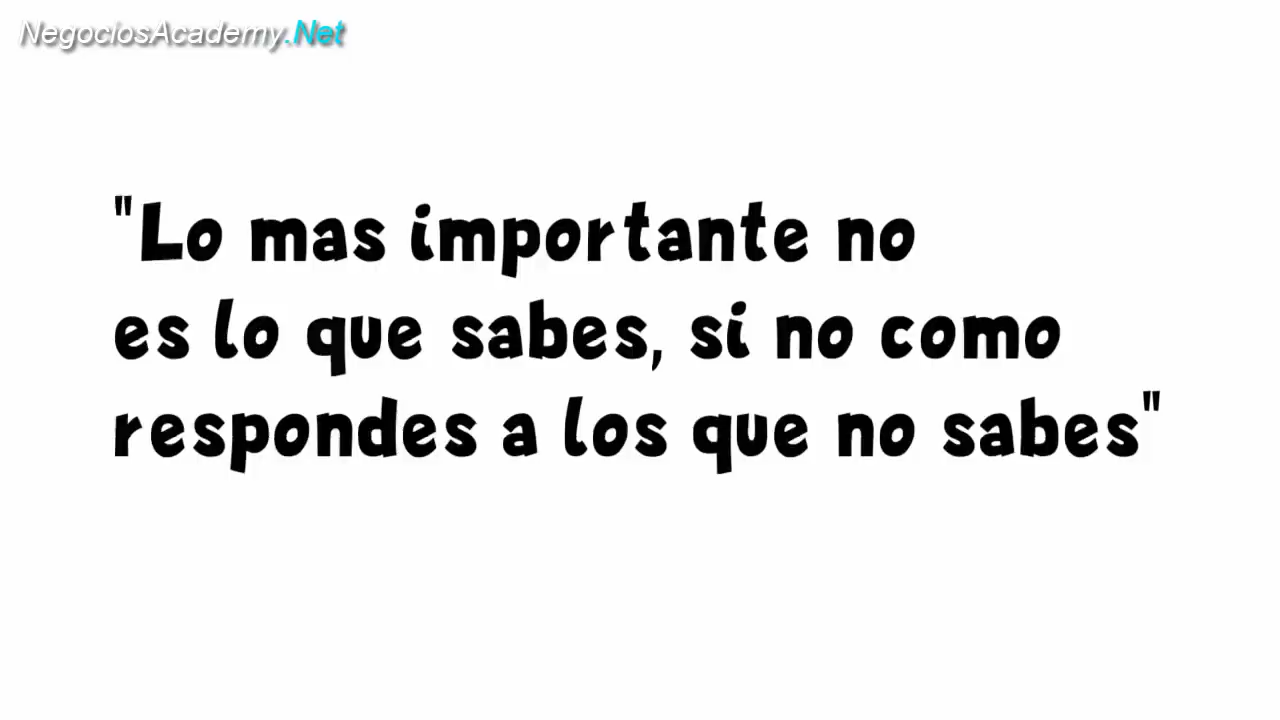 NegociosAcademy.Net
"Lo mas importante no
es lo que sabes, si no como
respondes a los que no sabes"